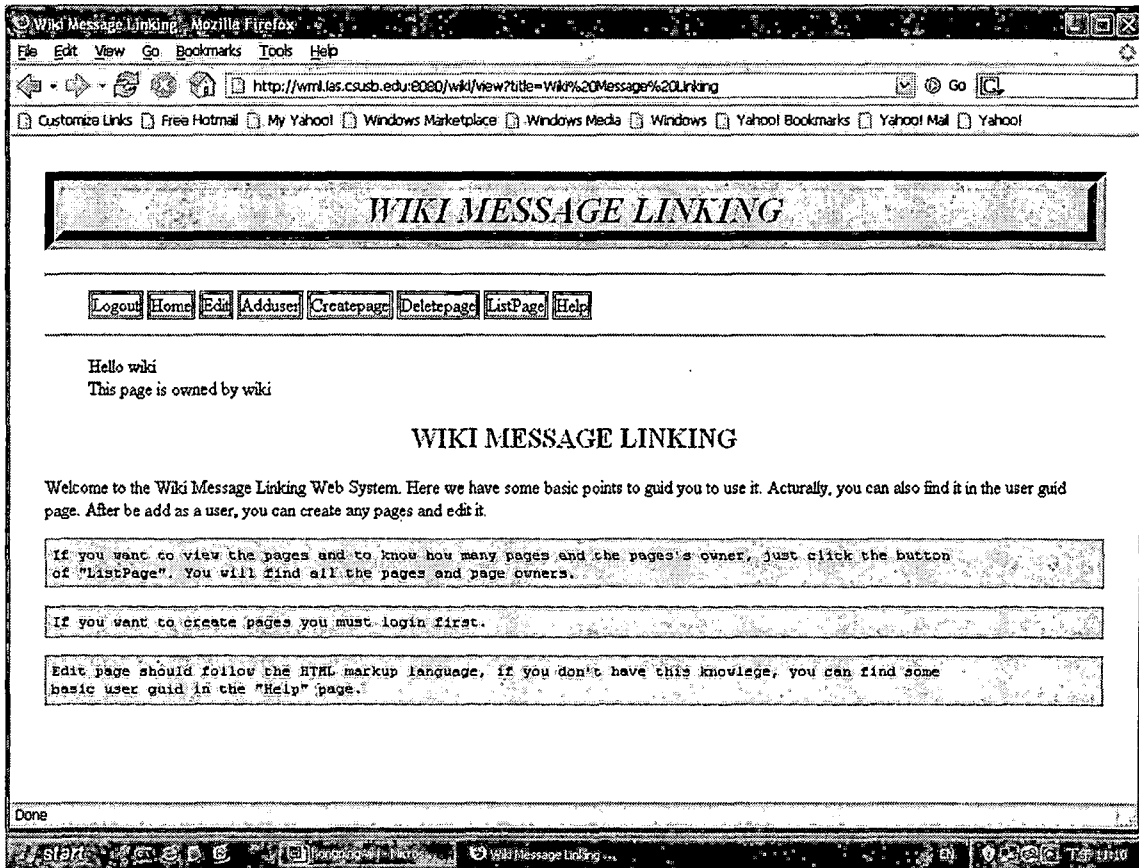 Wiki Message Linking - Mozilla Firefox
File Edit View Go Bookmarks Tools Help
http://wml.ias.csusb.edu:8080/wiki/view?title=Wiki%20Message%20Linking Go
Customize Links Free Hotmail My Yahoo! Windows Marketplace Windows Media Windows Yahoo! Bookmarks Yahoo! Mail Yahoo!
WIKI MESSAGE LINKING
Logout Home Edit Adduser Createpage Deletepage ListPage Help
Hello wiki
This page is owned by wiki
WIKI MESSAGE LINKING
Welcome to the Wiki Message Linking Web System. Here we have some basic points to guid you to use it. Acturally, you can also find it in the user guid
page. After be add as a user, you can create any pages and edit it.
If you want to view the pages and to know how many pages and the pages's owner, just click the button
of "ListPage". You will find all the pages and page owners.
If you want to create pages you must login first.
Edit page should follow the HTML markup language, if you don't have this knowlege, you can find some
basic user guid in the "Help" page.
Done
start Wiki Message Linking ...